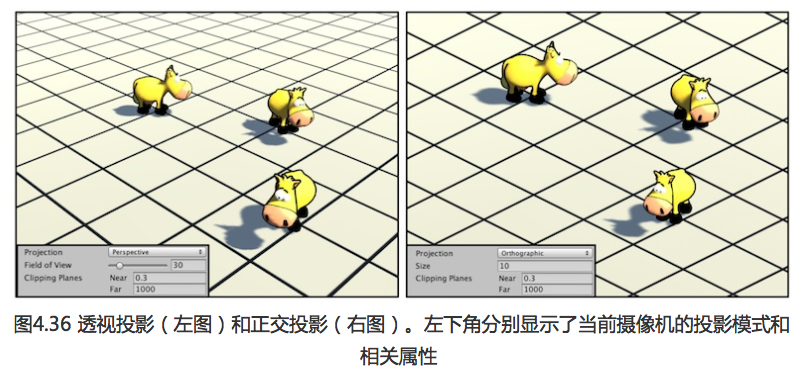 Projection Perspective
Field of View 30
Clipping Planes Near 0.3
Far 1000
Projection Orthographic
Size 10
Clipping Planes Near 0.3
Far 1000
图4.36 透视投影（左图）和正交投影（右图）。左下角分别显示了当前摄像机的投影模式和
相关属性